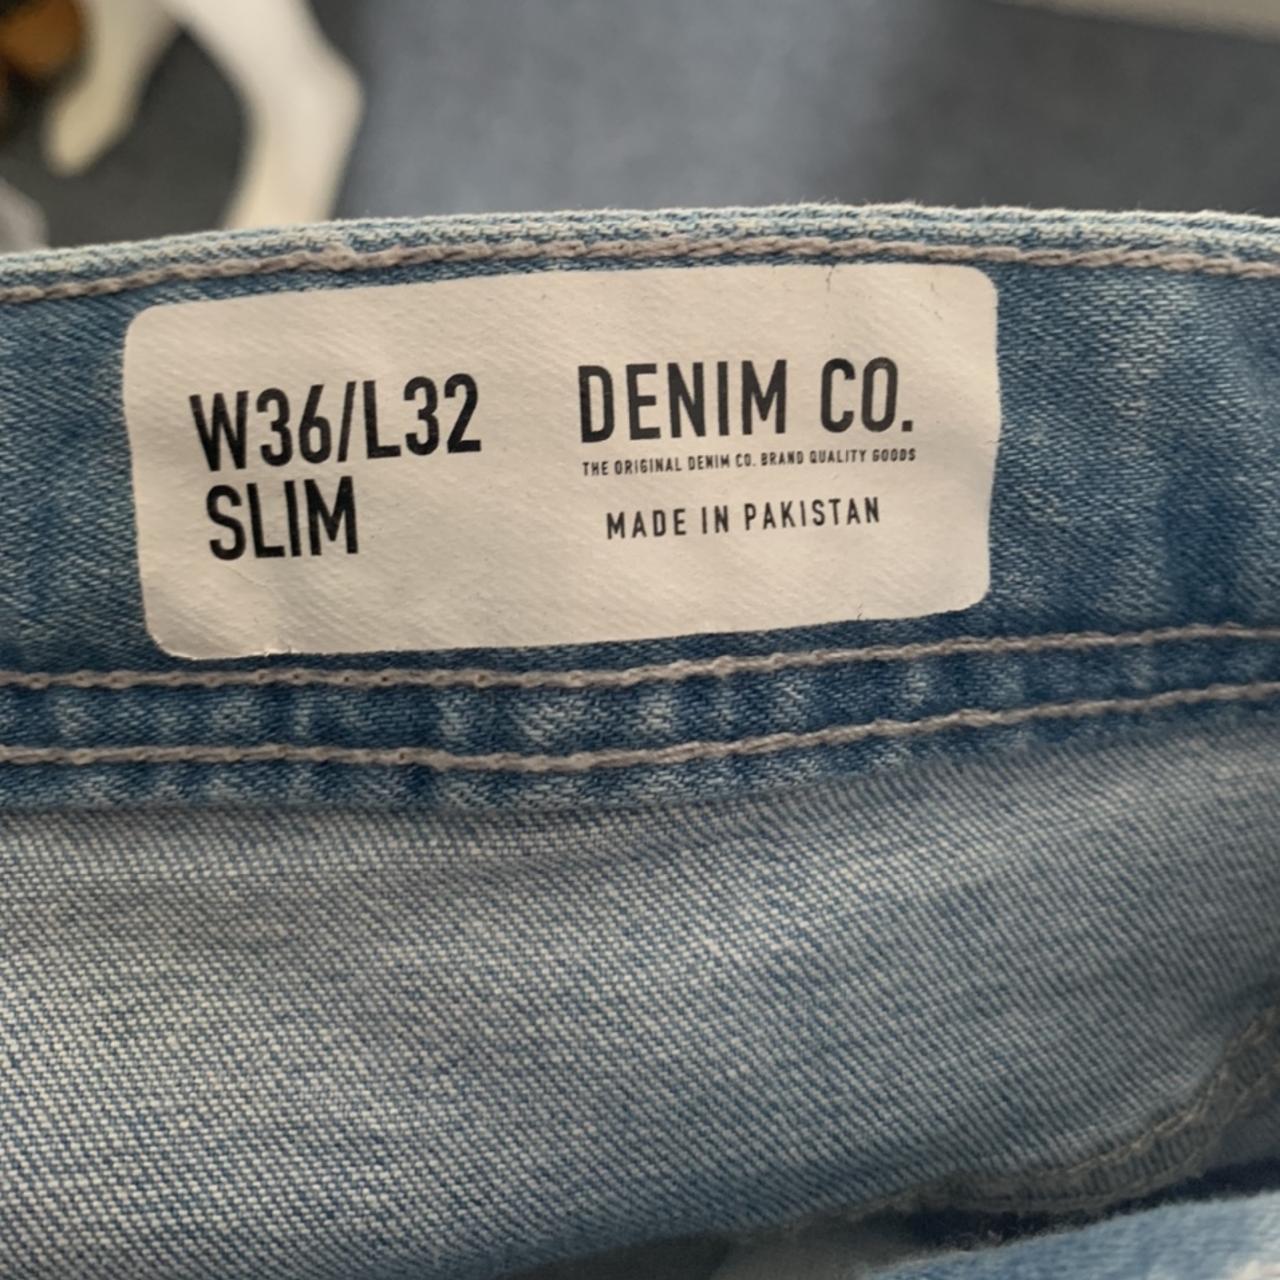 W36/L32
SLIM
DENIM CO.
THE ORIGINAL DENIM CO. BRAND QUALITY GOODS
MADE IN PAKISTAN